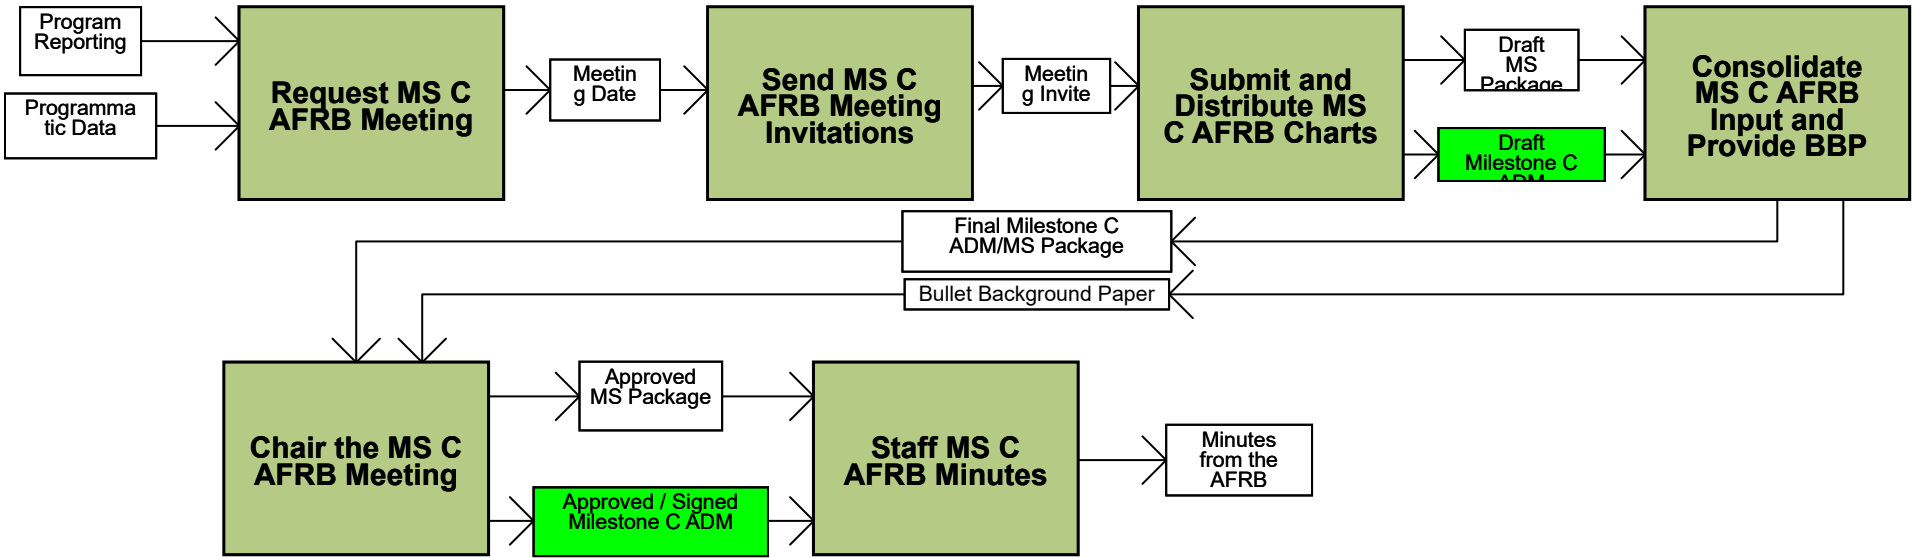 Program
Reporting
Programma
tic Data
Request MS C
AFRB Meeting
Meetin
g Date
Send MS C
AFRB Meeting
Invitations
Meetin
g Invite
Submit and
Distribute MS
C AFRB Charts
Draft
MS
Package
Draft
Milestone C
ADM
Consolidate
MS C AFRB
Input and
Provide BBP
Final Milestone C
ADM/MS Package
Bullet Background Paper
Chair the MS C
AFRB Meeting
Approved
MS Package
Approved / Signed
Milestone C ADM
Staff MS C
AFRB Minutes
Minutes
from the
AFRB